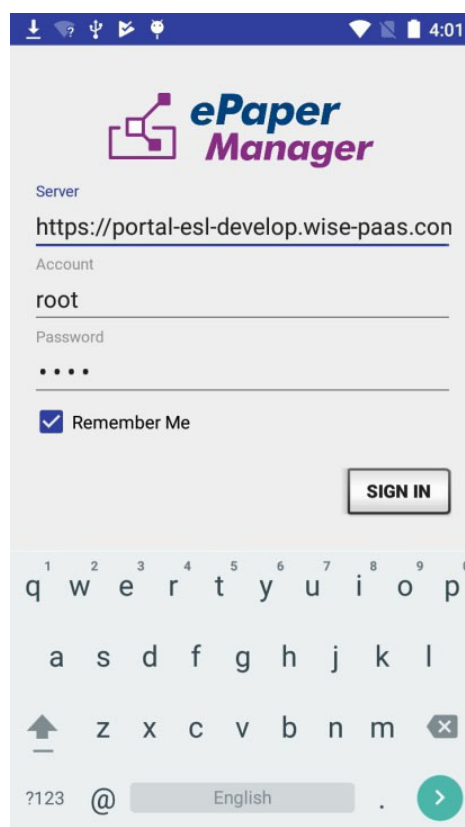 4:01
ePaper
Manager
Server
https://portal-esl-develop.wise-paas.con
Account
root
Password
••••
Remember Me
SIGN IN
1 2 3 4 5 6 7 8 9 0
q w e r t y u i o p
a s d f g h j k l
z x c v b n m
?123 @ English .